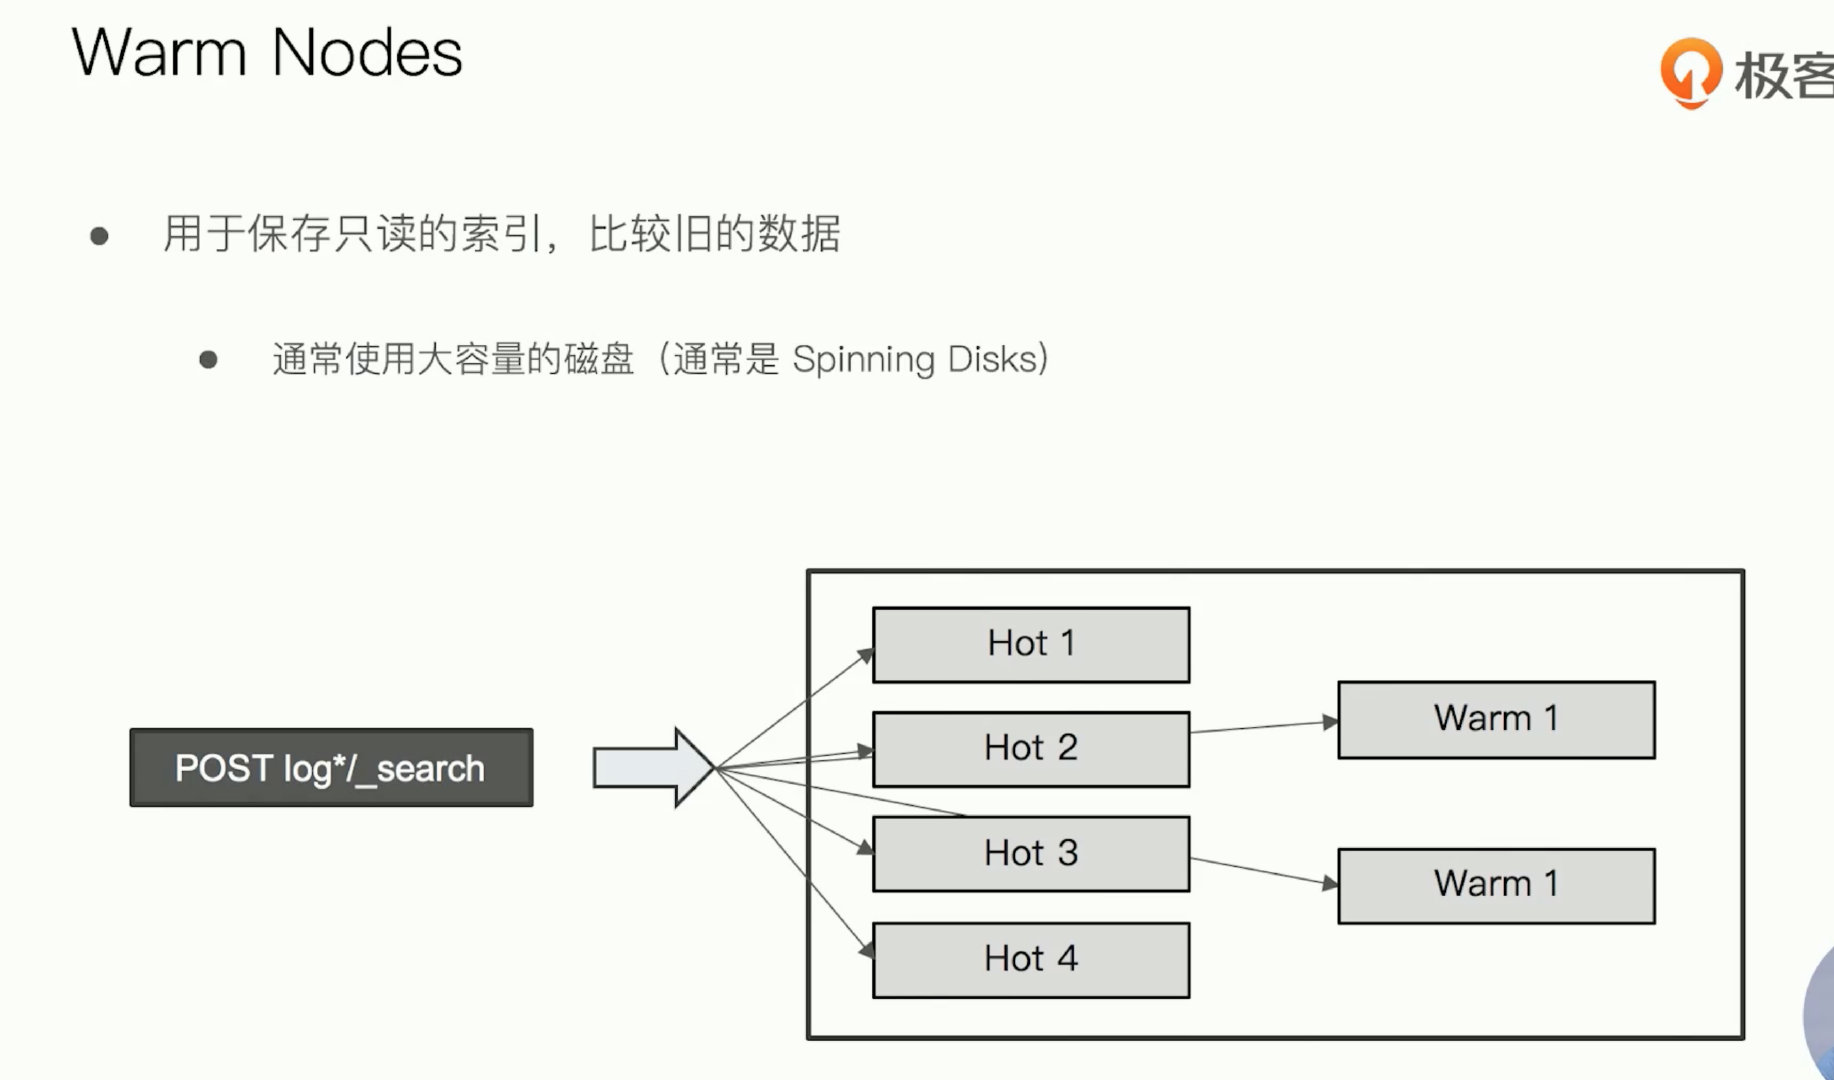 Warm Nodes
极客
用于保存只读的索引，比较旧的数据
通常使用大容量的磁盘（通常是 Spinning Disks）
Hot 1
Warm 1
Hot 2
POST log*/_search
Hot 3
Warm 1
Hot 4